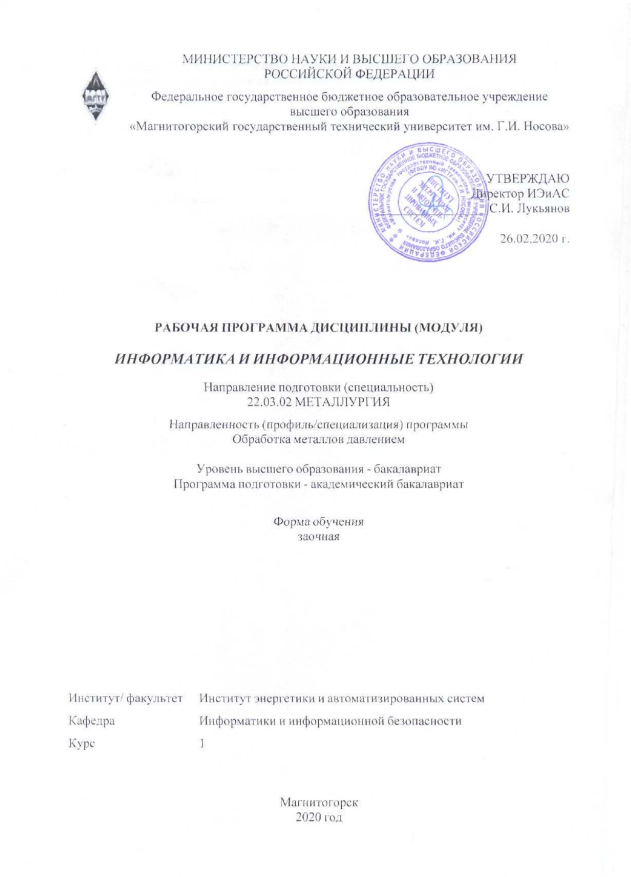 МИНИСТЕРСТВО НАУКИ И ВЫСШЕГО ОБРАЗОВАНИЯ
РОССИЙСКОЙ ФЕДЕРАЦИИ
Федеральное государственное бюджетное образовательное учреждение
высшего образования
«Магнитогорский государственный технический университет им. Г.И. Носова»
УТВЕРЖДАЮ
Директор ИЭиАС
С.И. Лукьянов
26.02.2020 г.
РАБОЧАЯ ПРОГРАММА ДИСЦИПЛИНЫ (МОДУЛЯ)
ИНФОРМАТИКА И ИНФОРМАЦИОННЫЕ ТЕХНОЛОГИИ
Направление подготовки (специальность)
22.03.02 МЕТАЛЛУРГИЯ
Направленность (профиль/специализация) программы
Обработка металлов давлением
Уровень высшего образования - бакалавриат
Программа подготовки - академический бакалавриат
Форма обучения
заочная
Институт/ факультет Институт энергетики и автоматизированных систем
Кафедра Информатики и информационной безопасности
Курс 1
Магнитогорск
2020 год